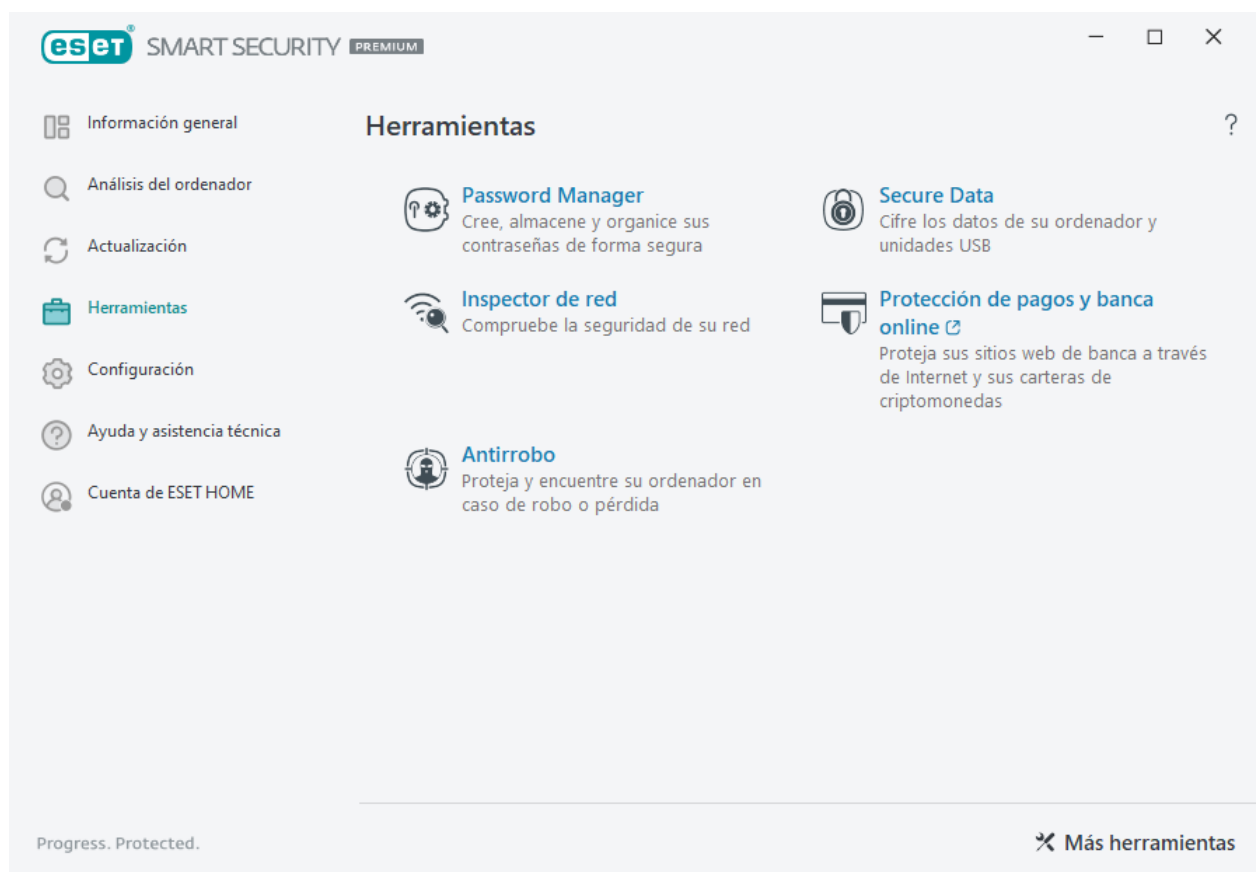 eset® SMART SECURITY PREMIUM
Información general
Análisis del ordenador
Actualización
Herramientas
Configuración
Ayuda y asistencia técnica
Cuenta de ESET HOME
Herramientas
?
Password Manager
Cree, almacene y organice sus
contraseñas de forma segura
Secure Data
Cifre los datos de su ordenador y
unidades USB
Inspector de red
Compruebe la seguridad de su red
Protección de pagos y banca
online
Proteja sus sitios web de banca a través
de Internet y sus carteras de
criptomonedas
Antirrobo
Proteja y encuentre su ordenador en
caso de robo o pérdida
Progress. Protected.
Más herramientas